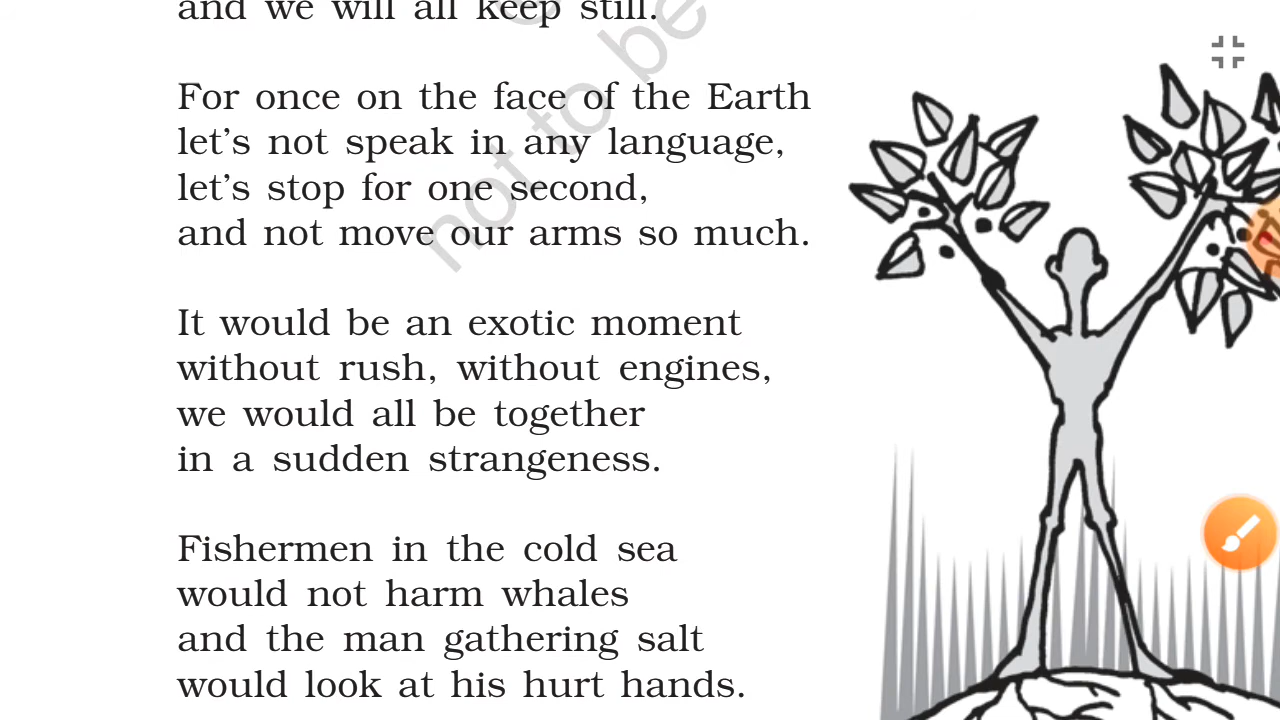 and we will all keep still.
For once on the face of the Earth
let's not speak in any language,
let's stop for one second,
and not move our arms so much.
It would be an exotic moment
without rush, without engines,
we would all be together
in a sudden strangeness.
Fishermen in the cold sea
would not harm whales
and the man gathering salt
would look at his hurt hands.
not to be